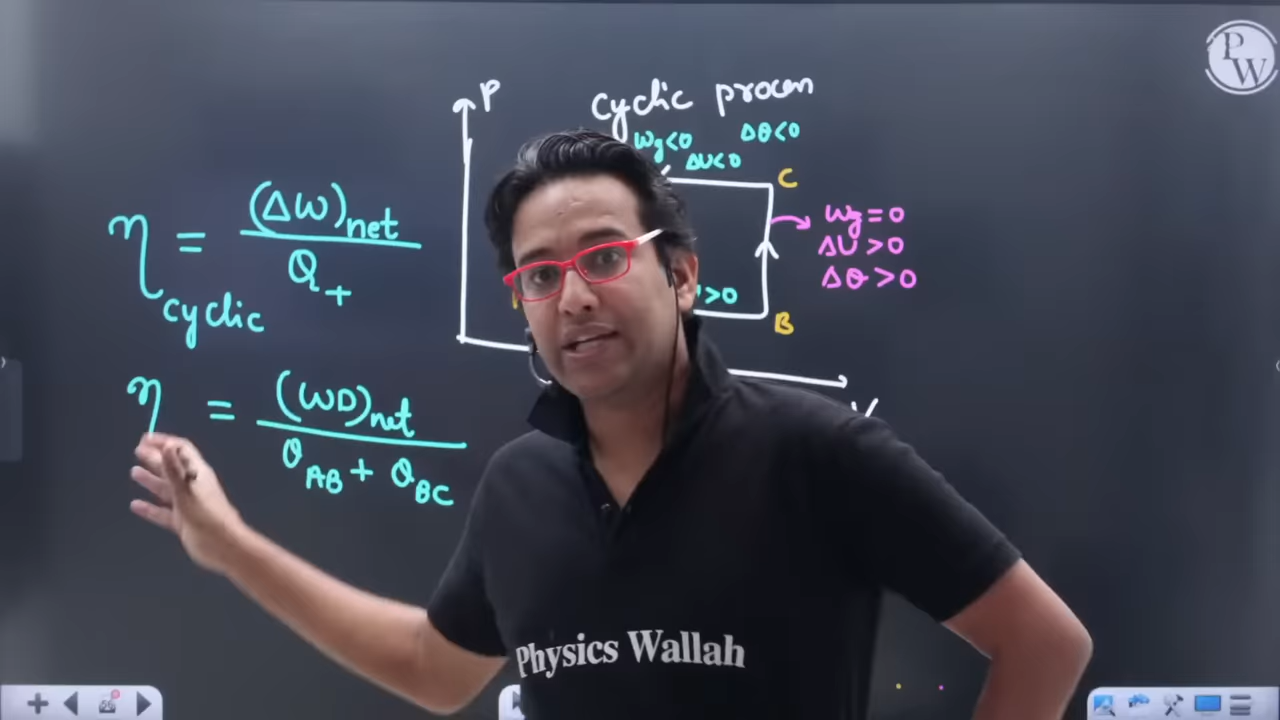 P W
P
Cyclic process
Wg<0 ΔQ<0
ΔU<0
C
Wg=0
ΔU>0
ΔQ>0
>0
B
V
η cyclic = (ΔW)net / Q+
η = (WD)net / QAB + QBC
Physics Wallah